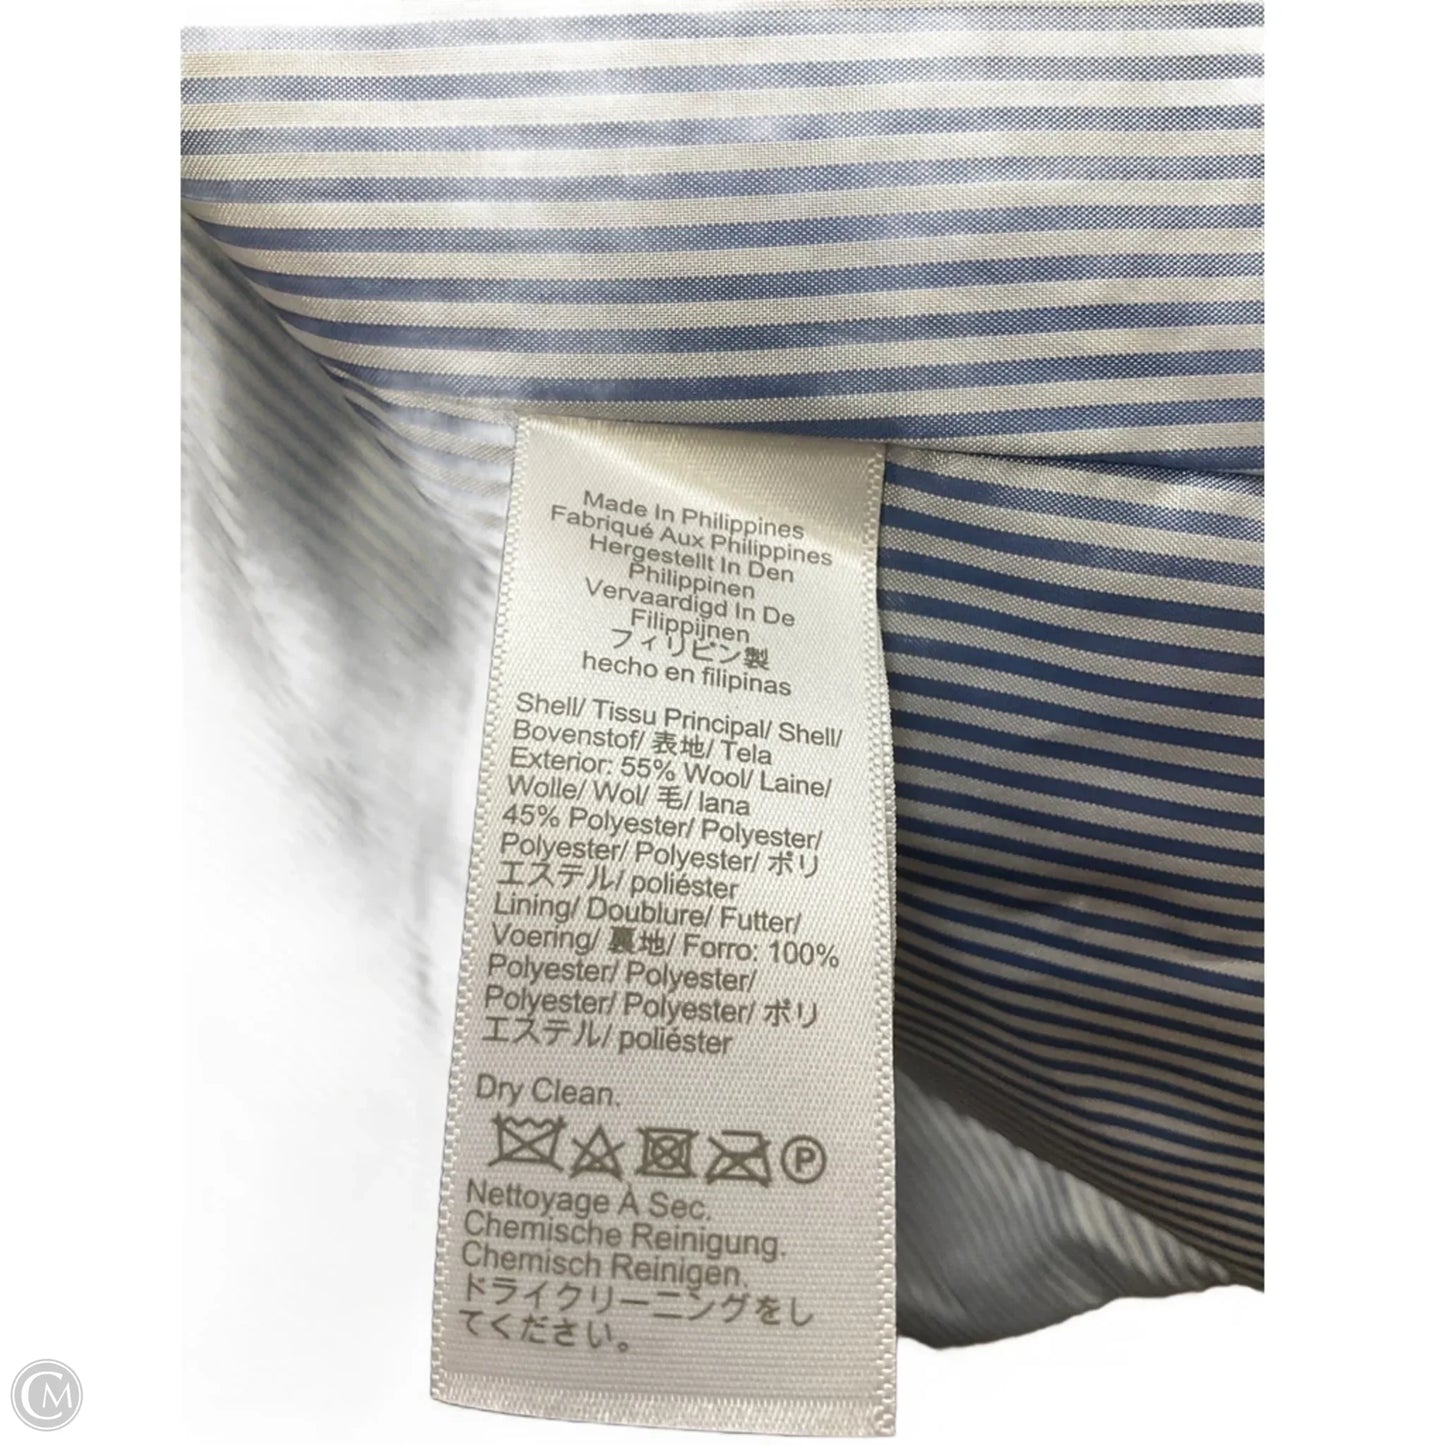 Made In Philippines
Fabriqué Aux Philippines
Hergestellt In Den
Philippinen
Vervaardigd In De
Filippijnen
フィリピン製
hecho en filipinas
Shell/ Tissu Principal/ Shell/
Bovenstof/ 表地/ Tela
Exterior: 55% Wool/ Laine/
Wolle/ Wol/ 毛/ lana
45% Polyester/ Polyester/
Polyester/ Polyester/ ポリ
エステル/ poliéster
Lining/ Doublure/ Futter/
Voering/ 裏地/ Forro: 100%
Polyester/ Polyester/
Polyester/ Polyester/ ポリ
エステル/ poliéster
Dry Clean.
P
Nettoyage À Sec.
Chemische Reinigung.
Chemisch Reinigen.
ドライクリーニングをし
てください。
CM